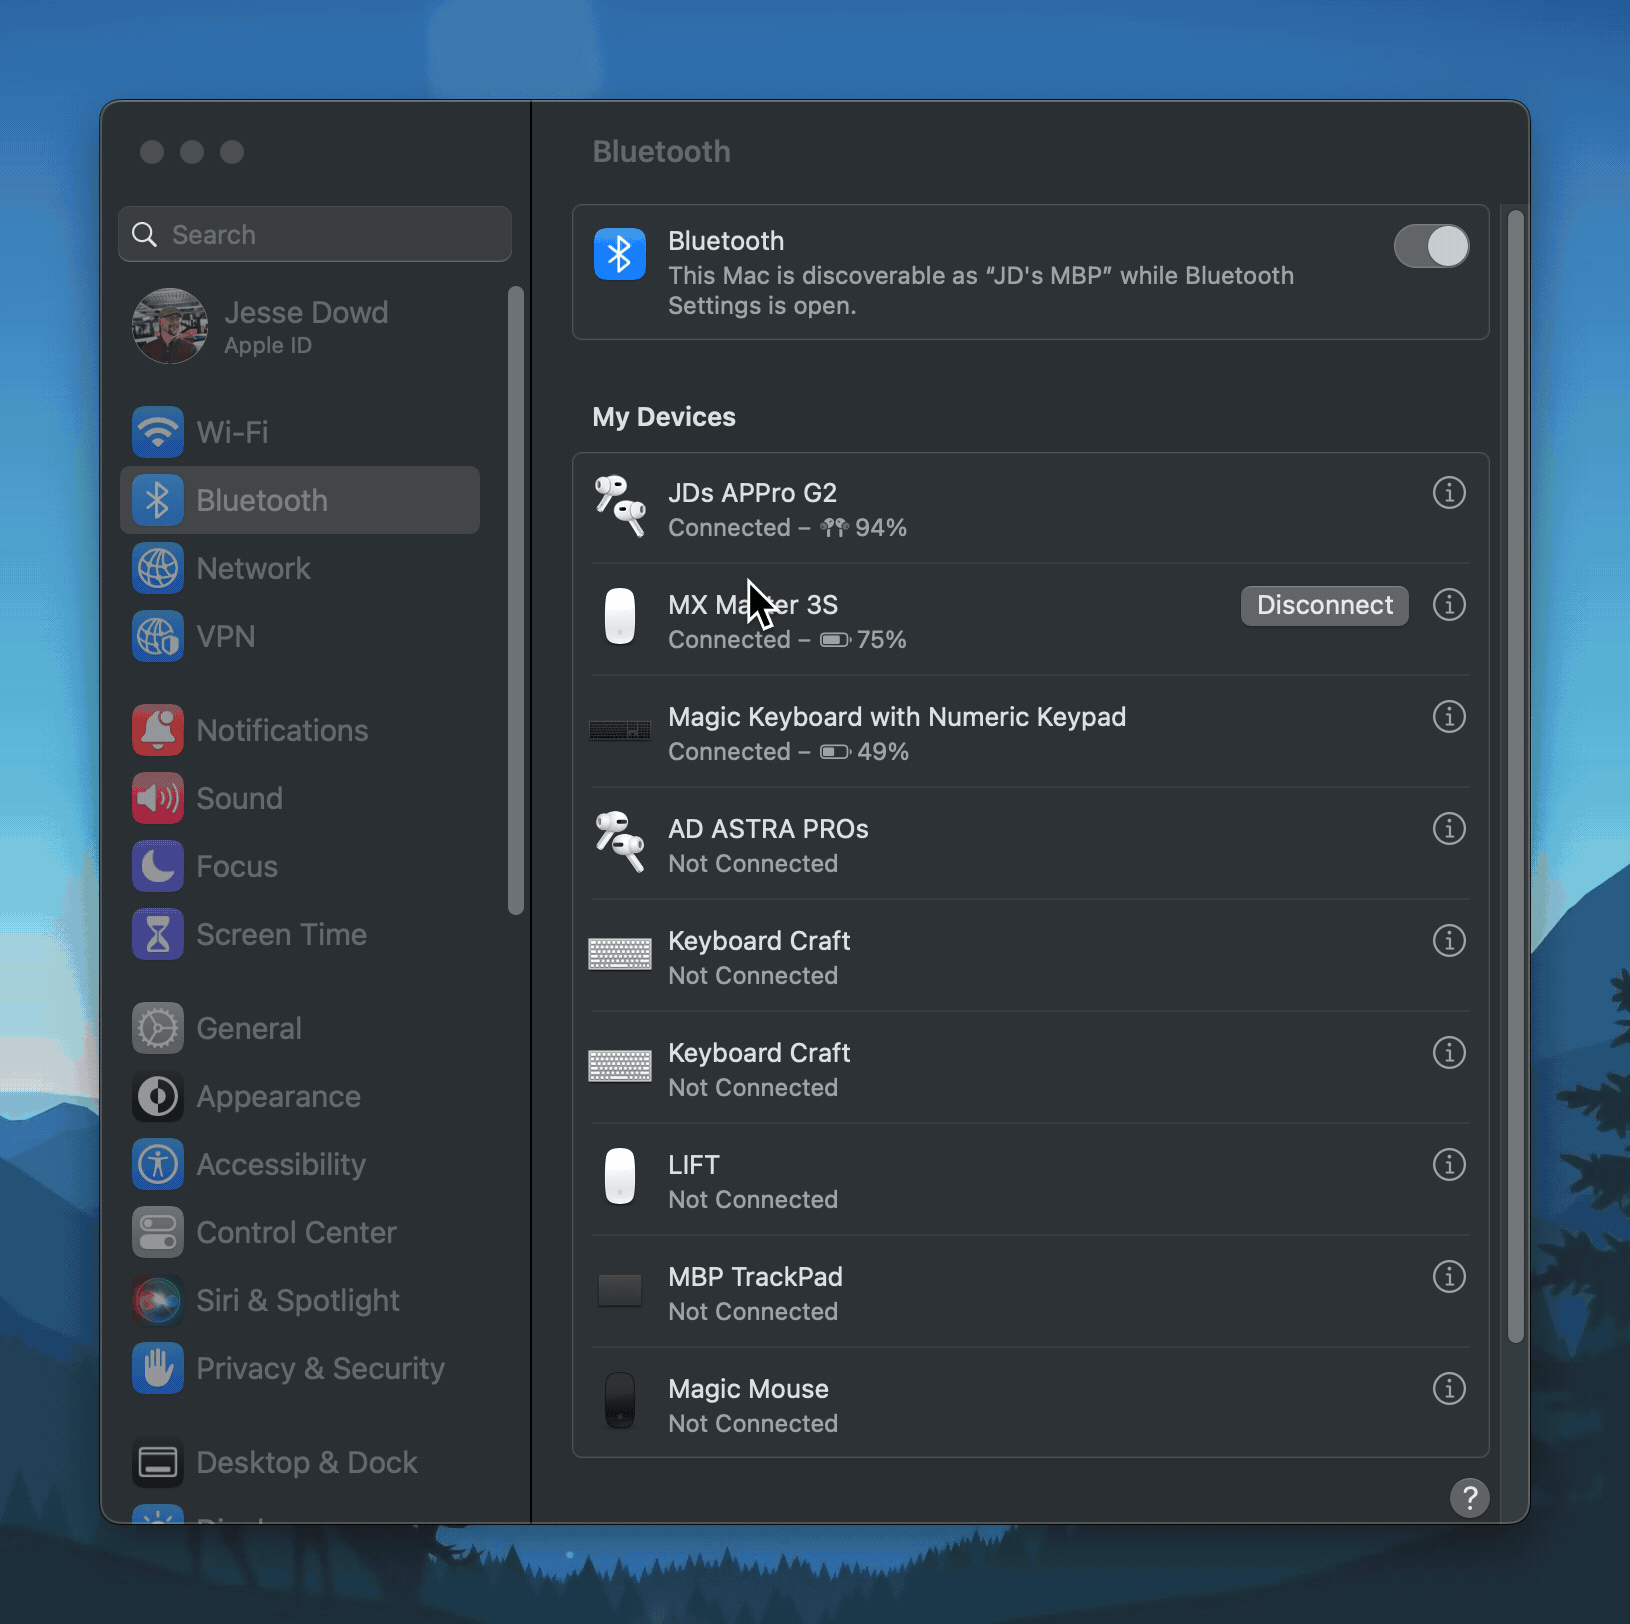 Search
Jesse Dowd
Apple ID
Wi-Fi
Bluetooth
Network
VPN
Notifications
Sound
Focus
Screen Time
General
Appearance
Accessibility
Control Center
Siri & Spotlight
Privacy & Security
Desktop & Dock
Bluetooth
Bluetooth
This Mac is discoverable as “JD's MBP” while Bluetooth
Settings is open.
My Devices
JDs APPro G2
Connected – 94%
MX Master 3S
Disconnect
Connected – 75%
Magic Keyboard with Numeric Keypad
Connected – 49%
AD ASTRA PROs
Not Connected
Keyboard Craft
Not Connected
Keyboard Craft
Not Connected
LIFT
Not Connected
MBP TrackPad
Not Connected
Magic Mouse
Not Connected
?